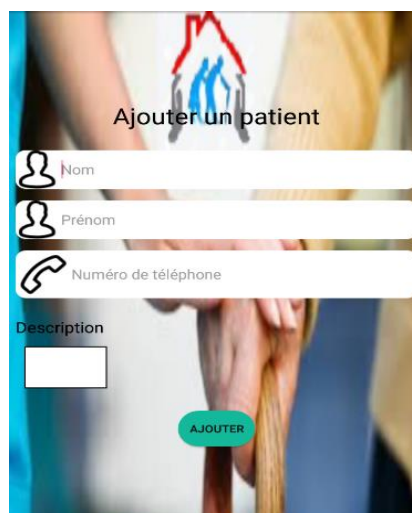 Ajouter un patient
Nom
Prénom
Numéro de téléphone
Description
AJOUTER